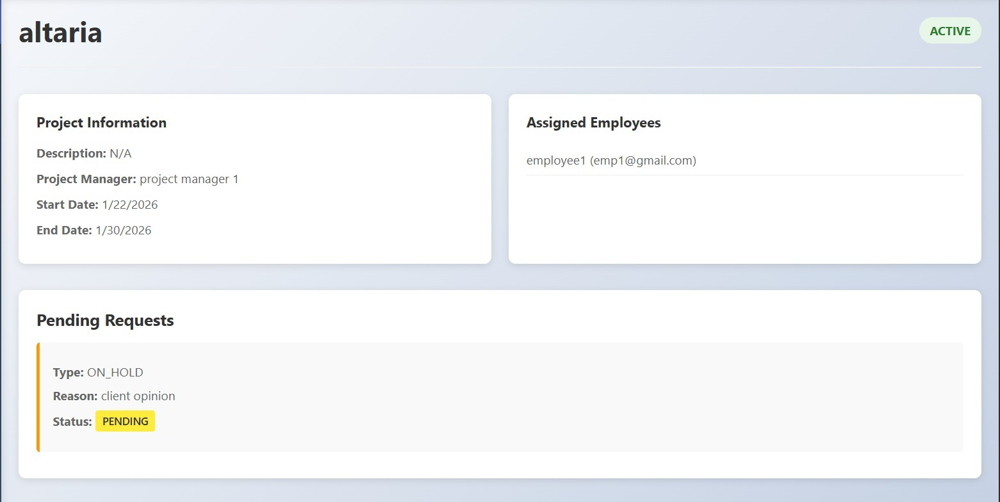 altaria
ACTIVE
Project Information
Description: N/A
Project Manager: project manager 1
Start Date: 1/22/2026
End Date: 1/30/2026
Assigned Employees
employee1 (emp1@gmail.com)
Pending Requests
Type: ON_HOLD
Reason: client opinion
Status: PENDING